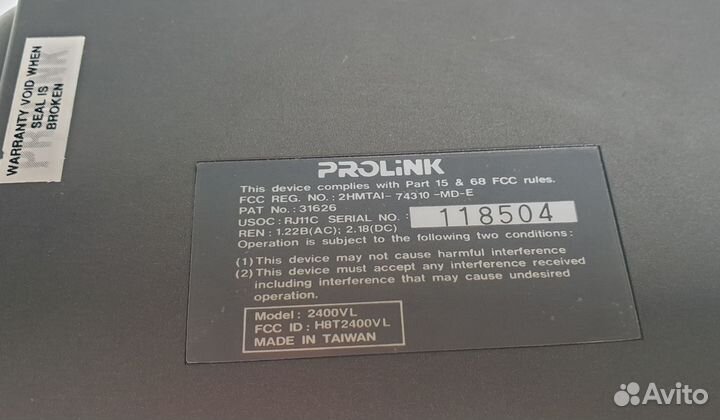 WARRANTY VOID WHEN
SEAL IS
BROKEN
PROLiNK
This device complies with Part 15 & 68 FCC rules.
FCC REG. NO.: 2HMTAI- 74310 -MD-E
PAT No.: 31626
USOC: RJ11C SERIAL NO.: 118504
REN : 1.22B(AC); 2.18(DC)
Operation is subject to the following two conditions:
(1) This device may not cause harmful interference
(2) This device must accept any interference received
including interference that may cause undesired
operation.
Model: 2400VL
FCC ID: H8T2400VL
MADE IN TAIWAN
Avito